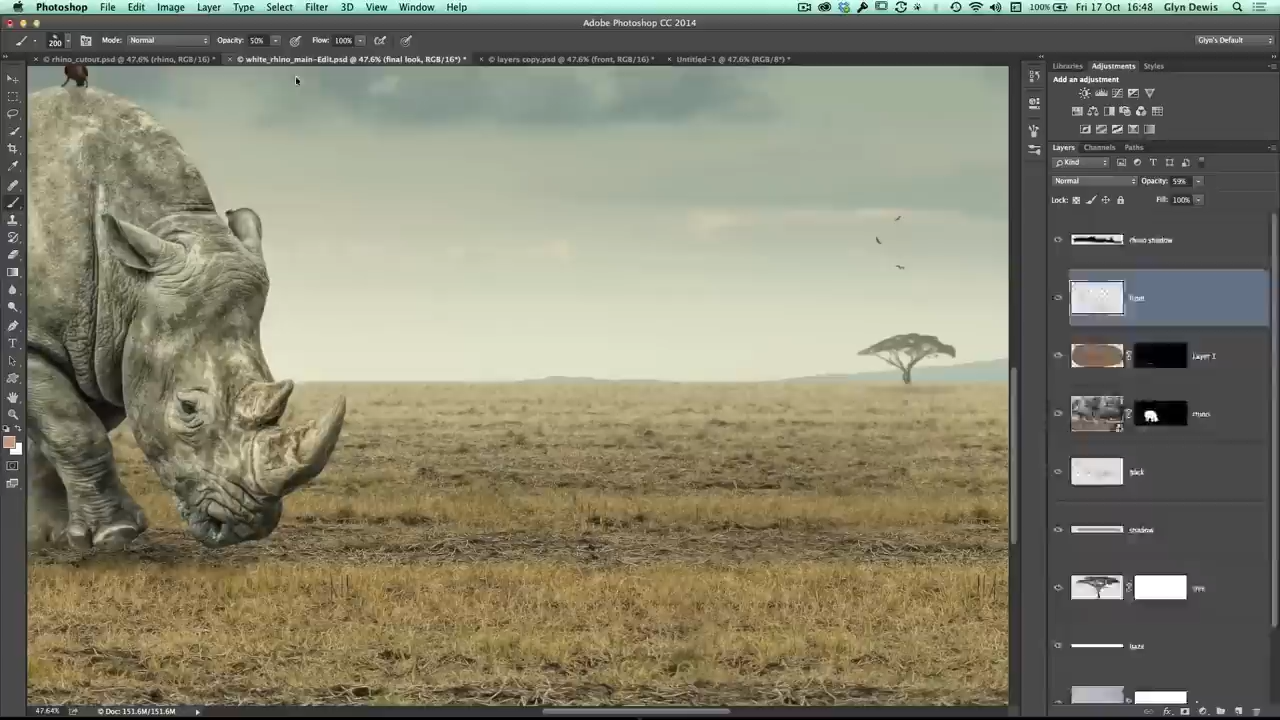 Photoshop File Edit Image Layer Type Select Filter 3D View Window Help 100% Fri 17 Oct 16:48 Glyn Dewis
Adobe Photoshop CC 2014
200 Mode: Normal Opacity: 50% Flow: 100% Glyn's Default
× rhino_cutout.psd @ 47.6% (rhino, RGB/16*) * × © white_rhino_main-Edit.psd @ 47.6% (final look, RGB/16*) * × © layers copy.psd @ 47.6% (front, RGB/16*) * × Untitled-1 @ 47.6% (RGB/8*) *
Libraries Adjustments Styles
Add an adjustment
Layers Channels Paths
Kind
Normal Opacity: 59%
Lock: Fill: 100%
rhino shadow
front
Layer 1
rhino
back
shadow
tree
haze
47.64% © Doc: 151.6M/151.6M